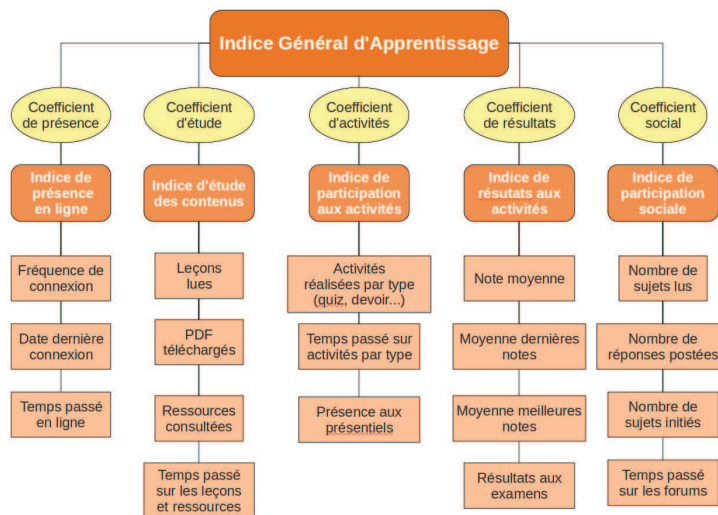 Indice Général d'Apprentissage
Coefficient
de présence
Coefficient
d'étude
Coefficient
d'activités
Coefficient
de résultats
Coefficient
social
Indice de
présence
en ligne
Indice d'étude
des contenus
Indice de
participation
aux activités
Indice de
résutats aux
activités
Indice de
participation
sociale
Fréquence de
connexion
Date dernière
connexion
Temps passé
en ligne
Leçons
lues
PDF
téléchargés
Ressources
consultées
Temps passé
sur les leçons
et ressources
Activités
réalisées par type
(quiz, devoir...)
Temps passé sur
activités par type
Présence aux
présentiels
Note moyenne
Moyenne dernières
notes
Moyenne meilleures
notes
Résultats aux
examens
Nombre de
sujets lus
Nombre de
réponses postées
Nombre de
sujets initiés
Temps passé
sur les forums